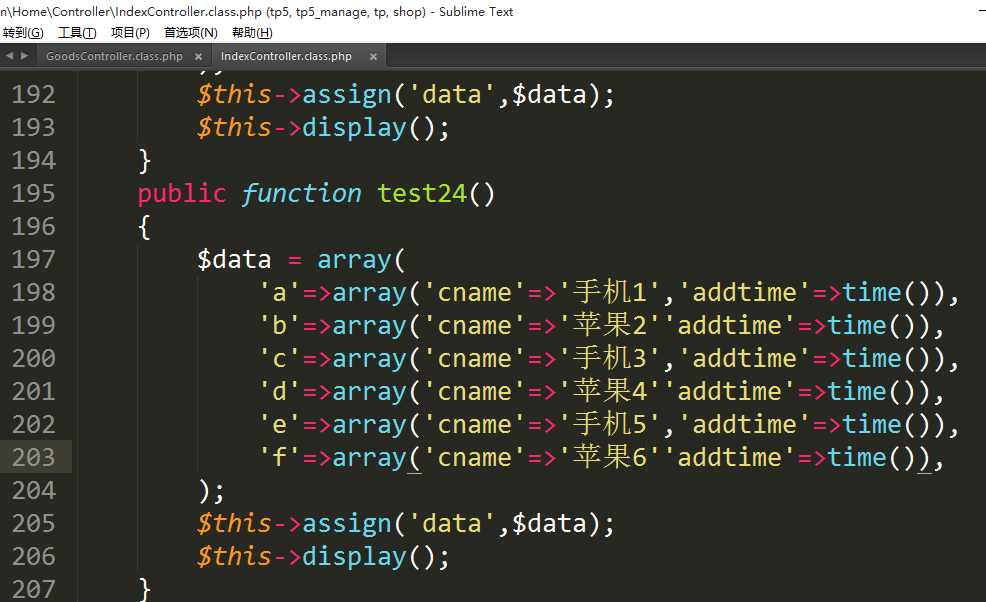 n\Home\Controller\IndexController.class.php (tp5, tp5_manage, tp, shop) - Sublime Text
转到(G) 工具(T) 项目(P) 首选项(N) 帮助(H)
GoodsController.class.php × IndexController.class.php ×
192 $this->assign('data',$data);
193 $this->display();
194 }
195 public function test24()
196 {
197 $data = array(
198 'a'=>array('cname'=>'手机1','addtime'=>time()),
199 'b'=>array('cname'=>'苹果2''addtime'=>time()),
200 'c'=>array('cname'=>'手机3','addtime'=>time()),
201 'd'=>array('cname'=>'苹果4''addtime'=>time()),
202 'e'=>array('cname'=>'手机5','addtime'=>time()),
203 'f'=>array('cname'=>'苹果6''addtime'=>time()),
204 );
205 $this->assign('data',$data);
206 $this->display();
207 }